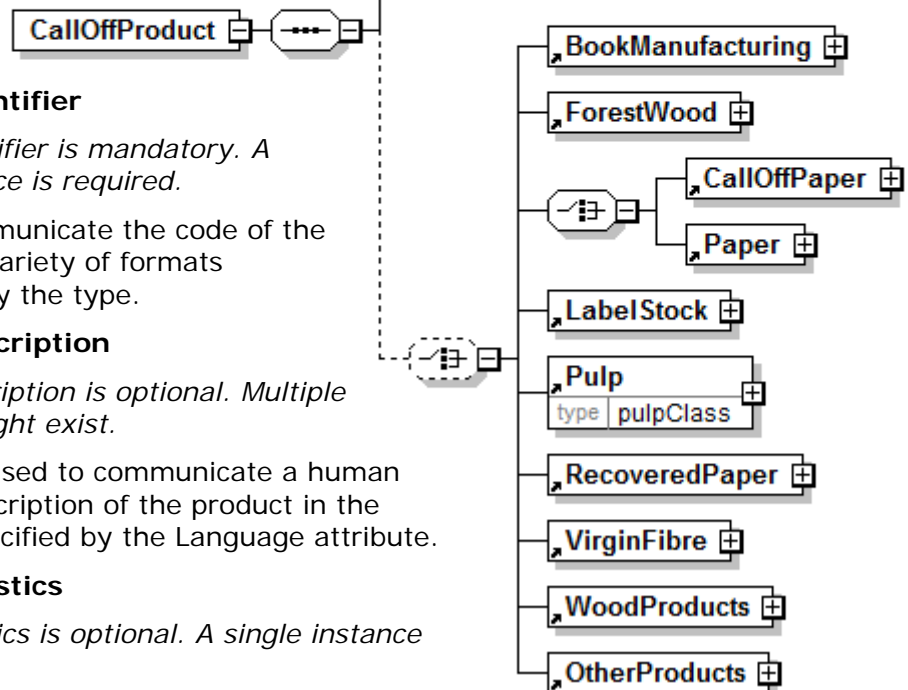 CallOffProduct
ntifier
ifier is mandatory. A
ce is required.
municate the code of the
ariety of formats
y the type.
cription
iption is optional. Multiple
ght exist.
sed to communicate a human
cription of the product in the
cified by the Language attribute.
stics
ics is optional. A single instance
BookManufacturing
ForestWood
CallOffPaper
Paper
LabelStock
Pulp
type pulpClass
RecoveredPaper
VirginFibre
WoodProducts
OtherProducts